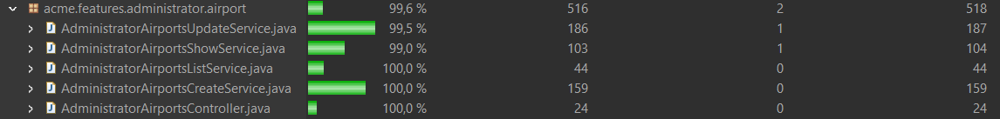 acme.features.administrator.airport 99,6 % 516 2 518
AdministratorAirportsUpdateService.java 99,5 % 186 1 187
AdministratorAirportsShowService.java 99,0 % 103 1 104
AdministratorAirportsListService.java 100,0 % 44 0 44
AdministratorAirportsCreateService.java 100,0 % 159 0 159
AdministratorAirportsController.java 100,0 % 24 0 24